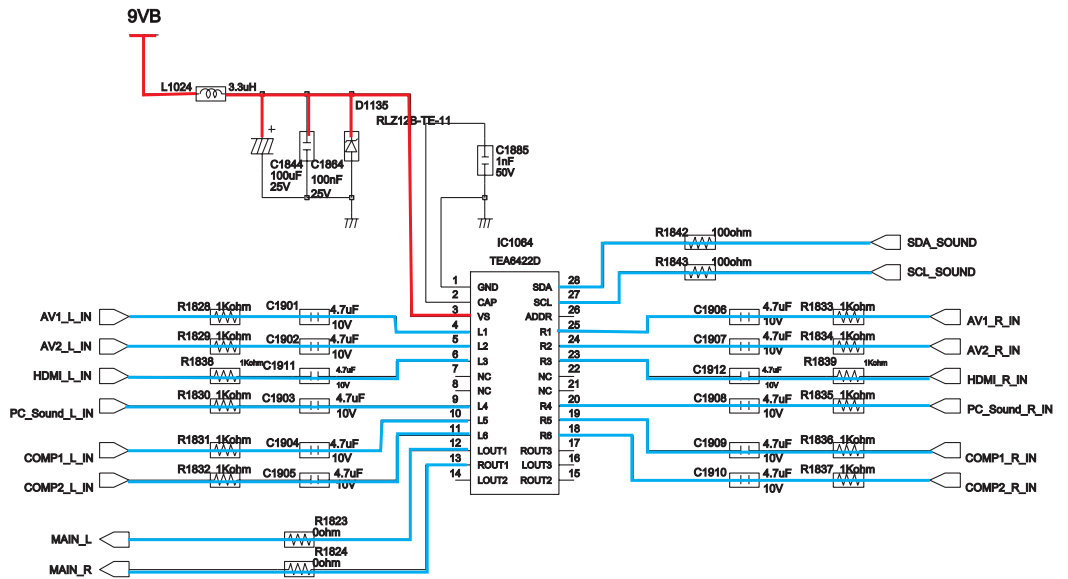 9VB
L1024 3.3uH
D1135
RLZ12B-TE-11
+
C1844 C1864
100uF 100nF
25V 25V
C1885
1nF
50V
IC1064
TEA6422D
R1842 100ohm SDA_SOUND
R1843 100ohm SCL_SOUND
1 GND SDA 28
2 CAP SCL 27
3 VS ADDR 26
4 L1 R1 25
5 L2 R2 24
6 L3 R3 23
7 NC NC 22
8 NC NC 21
9 L4 R4 20
10 L5 R5 19
11 L6 R6 18
12 LOUT1 ROUT3 17
13 ROUT1 LOUT3 16
14 LOUT2 ROUT2 15
AV1_L_IN R1828 1Kohm C1901 4.7uF 10V
AV2_L_IN R1829 1Kohm C1902 4.7uF 10V
HDMI_L_IN R1838 1Kohm C1911 4.7uF 10V
PC_Sound_L_IN R1830 1Kohm C1903 4.7uF 10V
COMP1_L_IN R1831 1Kohm C1904 4.7uF 10V
COMP2_L_IN R1832 1Kohm C1905 4.7uF 10V
C1906 4.7uF 10V R1833 1Kohm AV1_R_IN
C1907 4.7uF 10V R1834 1Kohm AV2_R_IN
C1912 4.7uF 10V R1839 1Kohm HDMI_R_IN
C1908 4.7uF 10V R1835 1Kohm PC_Sound_R_IN
C1909 4.7uF 10V R1836 1Kohm COMP1_R_IN
C1910 4.7uF 10V R1837 1Kohm COMP2_R_IN
MAIN_L R1823 0ohm
MAIN_R R1824 0ohm